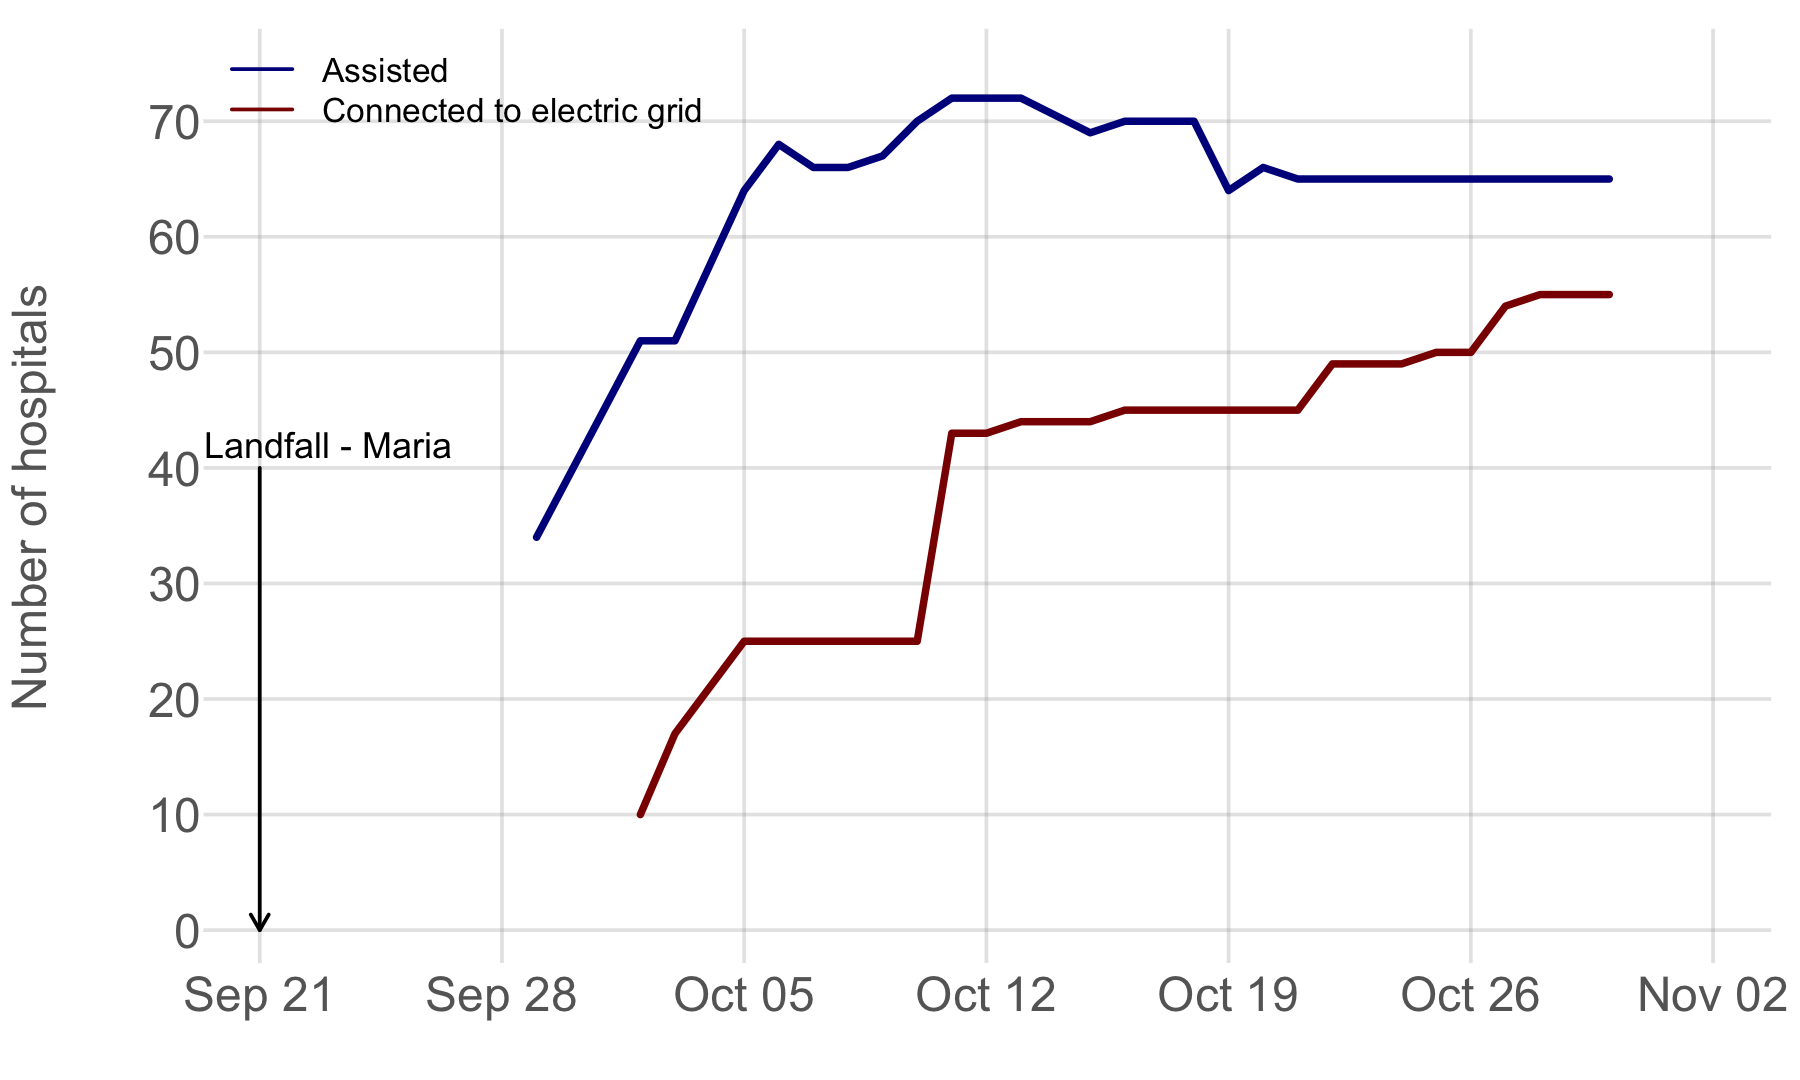 Assisted
Connected to electric grid
Number of hospitals
70
60
50
Landfall - Maria
40
30
20
10
0
Sep 21 Sep 28 Oct 05 Oct 12 Oct 19 Oct 26 Nov 02